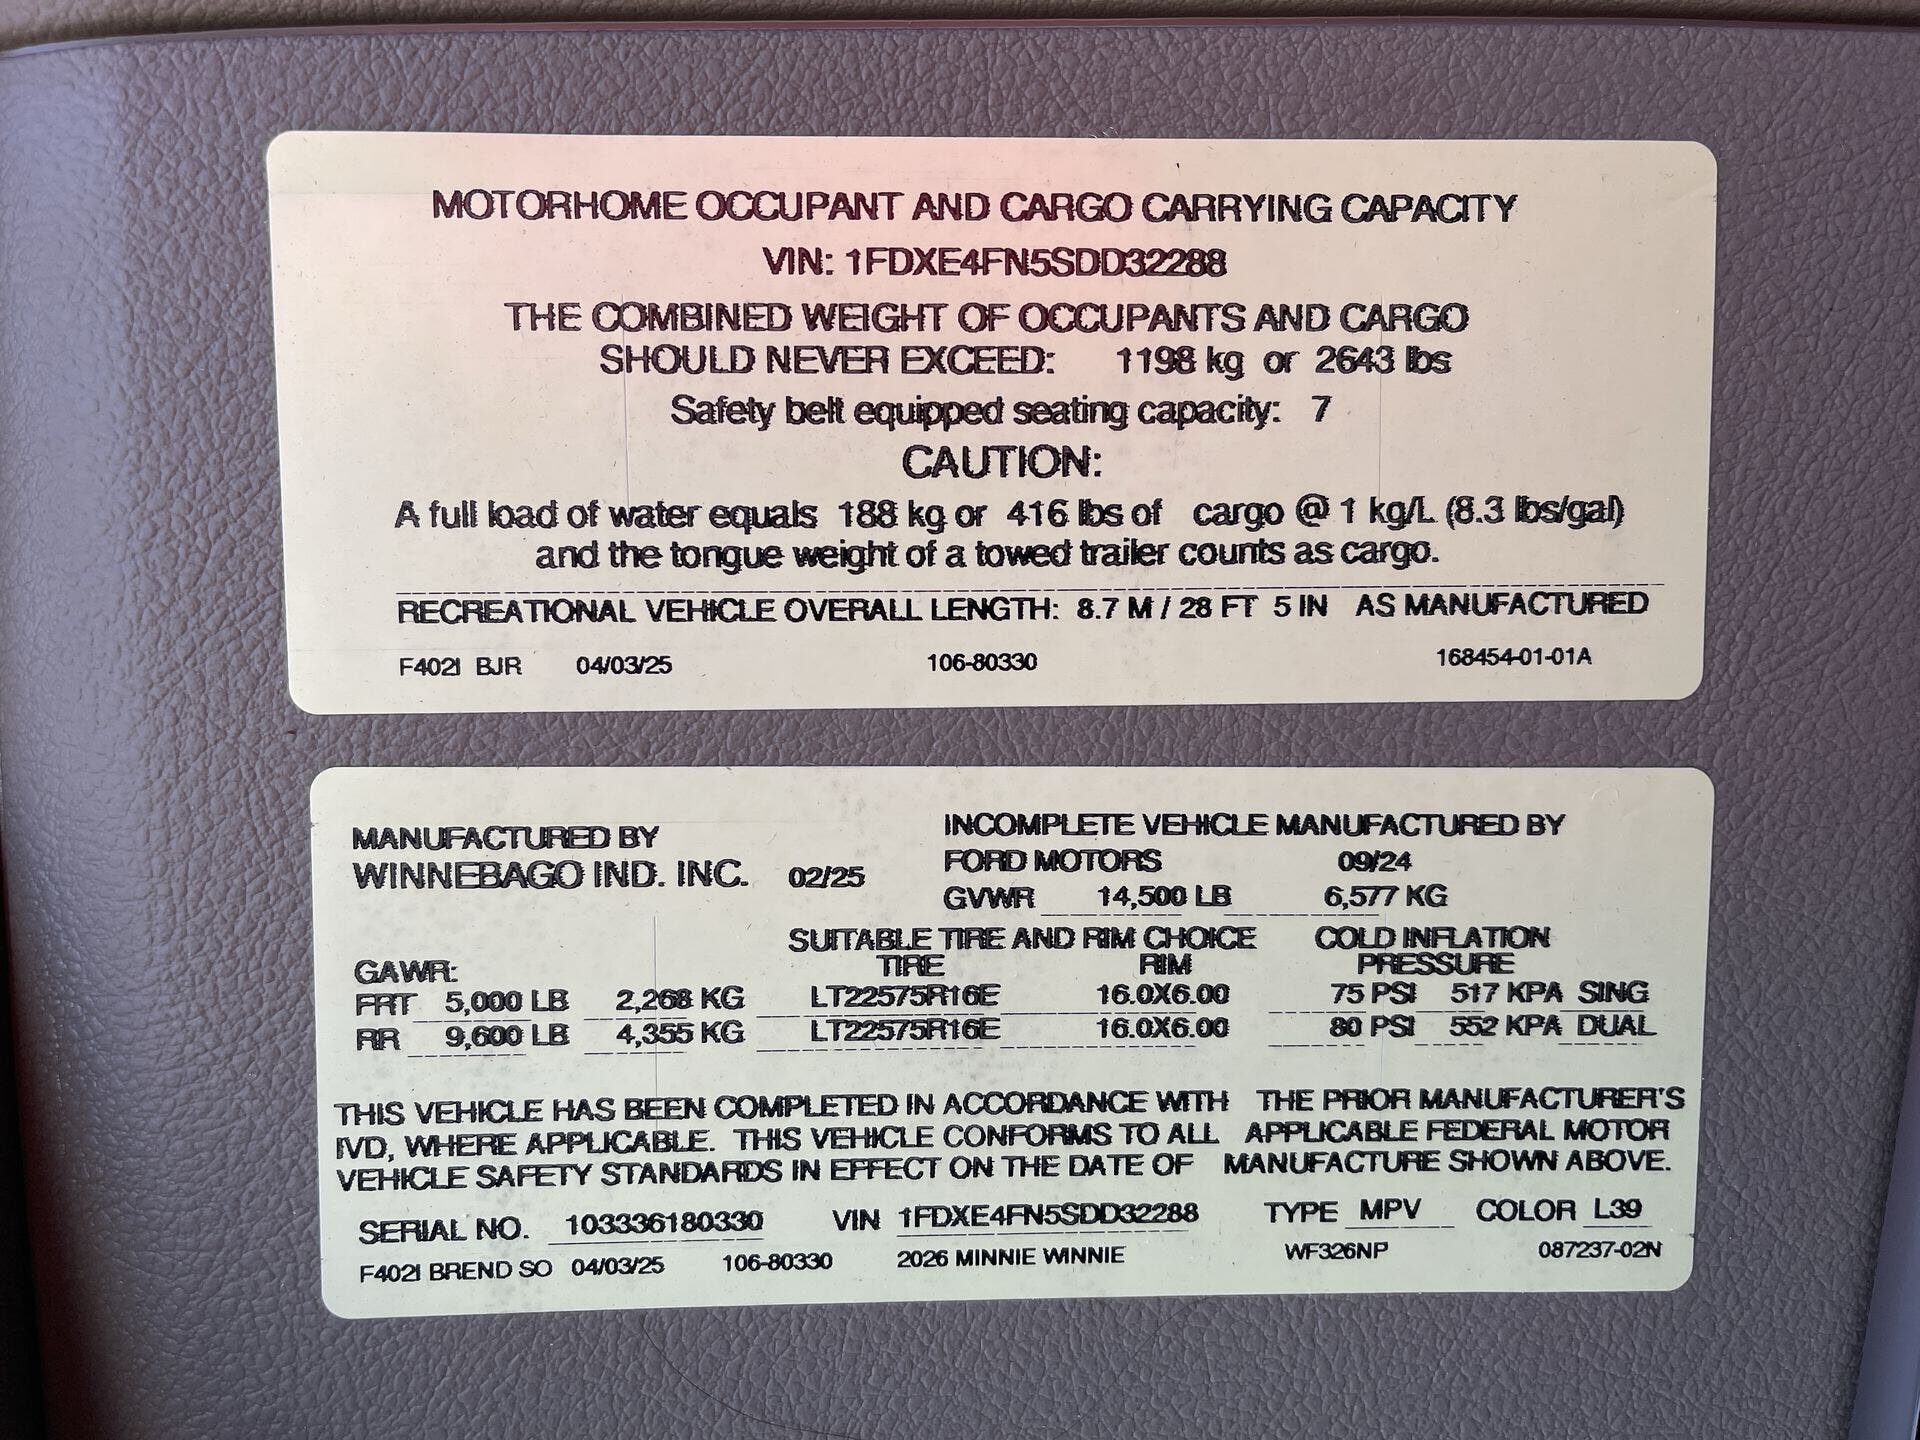 MOTORHOME OCCUPANT AND CARGO CARRYING CAPACITY
VIN: 1FDXE4FN5SDD32288
THE COMBINED WEIGHT OF OCCUPANTS AND CARGO
SHOULD NEVER EXCEED: 1198 kg or 2643 lbs
Safety belt equipped seating capacity: 7
CAUTION:
A full load of water equals 188 kg or 416 lbs of cargo @ 1 kg/L (8.3 lbs/gal)
and the tongue weight of a towed trailer counts as cargo.
RECREATIONAL VEHICLE OVERALL LENGTH: 8.7 M / 28 FT 5 IN AS MANUFACTURED
F402I BJR 04/03/25 106-80330 168454-01-01A
MANUFACTURED BY
WINNEBAGO IND. INC. 02/25
INCOMPLETE VEHICLE MANUFACTURED BY
FORD MOTORS 09/24
GVWR 14,500 LB 6,577 KG
SUITABLE TIRE AND RIM CHOICE COLD INFLATION
GAWR: TIRE RIM PRESSURE
FRT 5,000 LB 2,268 KG LT22575R16E 16.0X6.00 75 PSI 517 KPA SING
RR 9,600 LB 4,355 KG LT22575R16E 16.0X6.00 80 PSI 552 KPA DUAL
THIS VEHICLE HAS BEEN COMPLETED IN ACCORDANCE WITH THE PRIOR MANUFACTURER'S
IVD, WHERE APPLICABLE. THIS VEHICLE CONFORMS TO ALL APPLICABLE FEDERAL MOTOR
VEHICLE SAFETY STANDARDS IN EFFECT ON THE DATE OF MANUFACTURE SHOWN ABOVE.
SERIAL NO. 103336180330 VIN 1FDXE4FN5SDD32288 TYPE MPV COLOR L39
F402I BREND SO 04/03/25 106-80330 2026 MINNIE WINNIE WF326NP 087237-02N